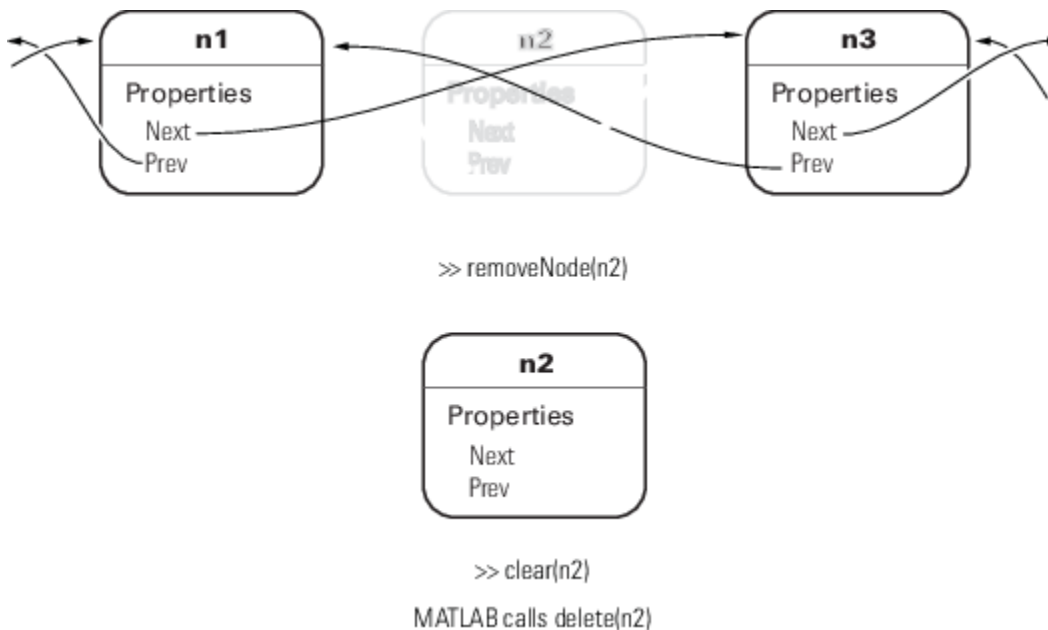 n1
Properties
Next
Prev
n2
Properties
Next
Prev
n3
Properties
Next
Prev
>> removeNode(n2)
n2
Properties
Next
Prev
>> clear(n2)
MATLAB calls delete(n2)